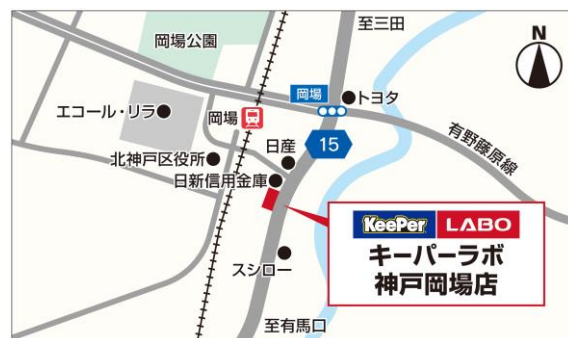 至三田
岡場公園
N
岡場
トヨタ
エコール・リラ
岡場
15
有野藤原線
日産
北神戸区役所
日新信用金庫
KeePer LABO
キーパーラボ
神戸岡場店
スシロー
至有馬口